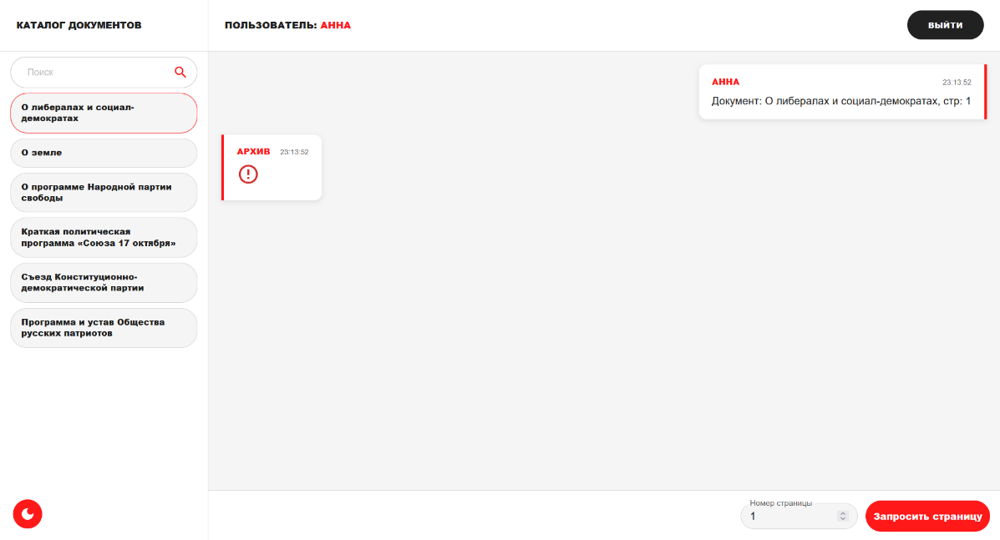 КАТАЛОГ ДОКУМЕНТОВ
ПОЛЬЗОВАТЕЛЬ: АННА
ВЫЙТИ
Поиск
О либералах и социал-
демократах
О земле
О программе Народной партии
свободы
Краткая политическая
программа «Союза 17 октября»
Съезд Конституционно-
демократической партии
Программа и устав Общества
русских патриотов
АННА 23:13:52
Документ: О либералах и социал-демократах, стр: 1
АРХИВ 23:13:52
Номер страницы
1
Запросить страницу